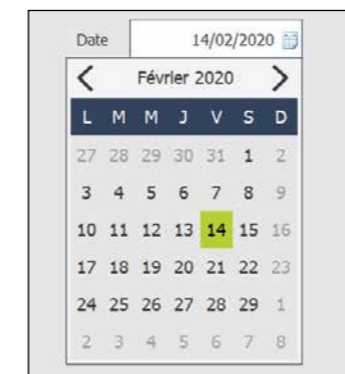 Date 14/02/2020
Février 2020
L M M J V S D
27 28 29 30 31 1 2
3 4 5 6 7 8 9
10 11 12 13 14 15 16
17 18 19 20 21 22 23
24 25 26 27 28 29 1
2 3 4 5 6 7 8